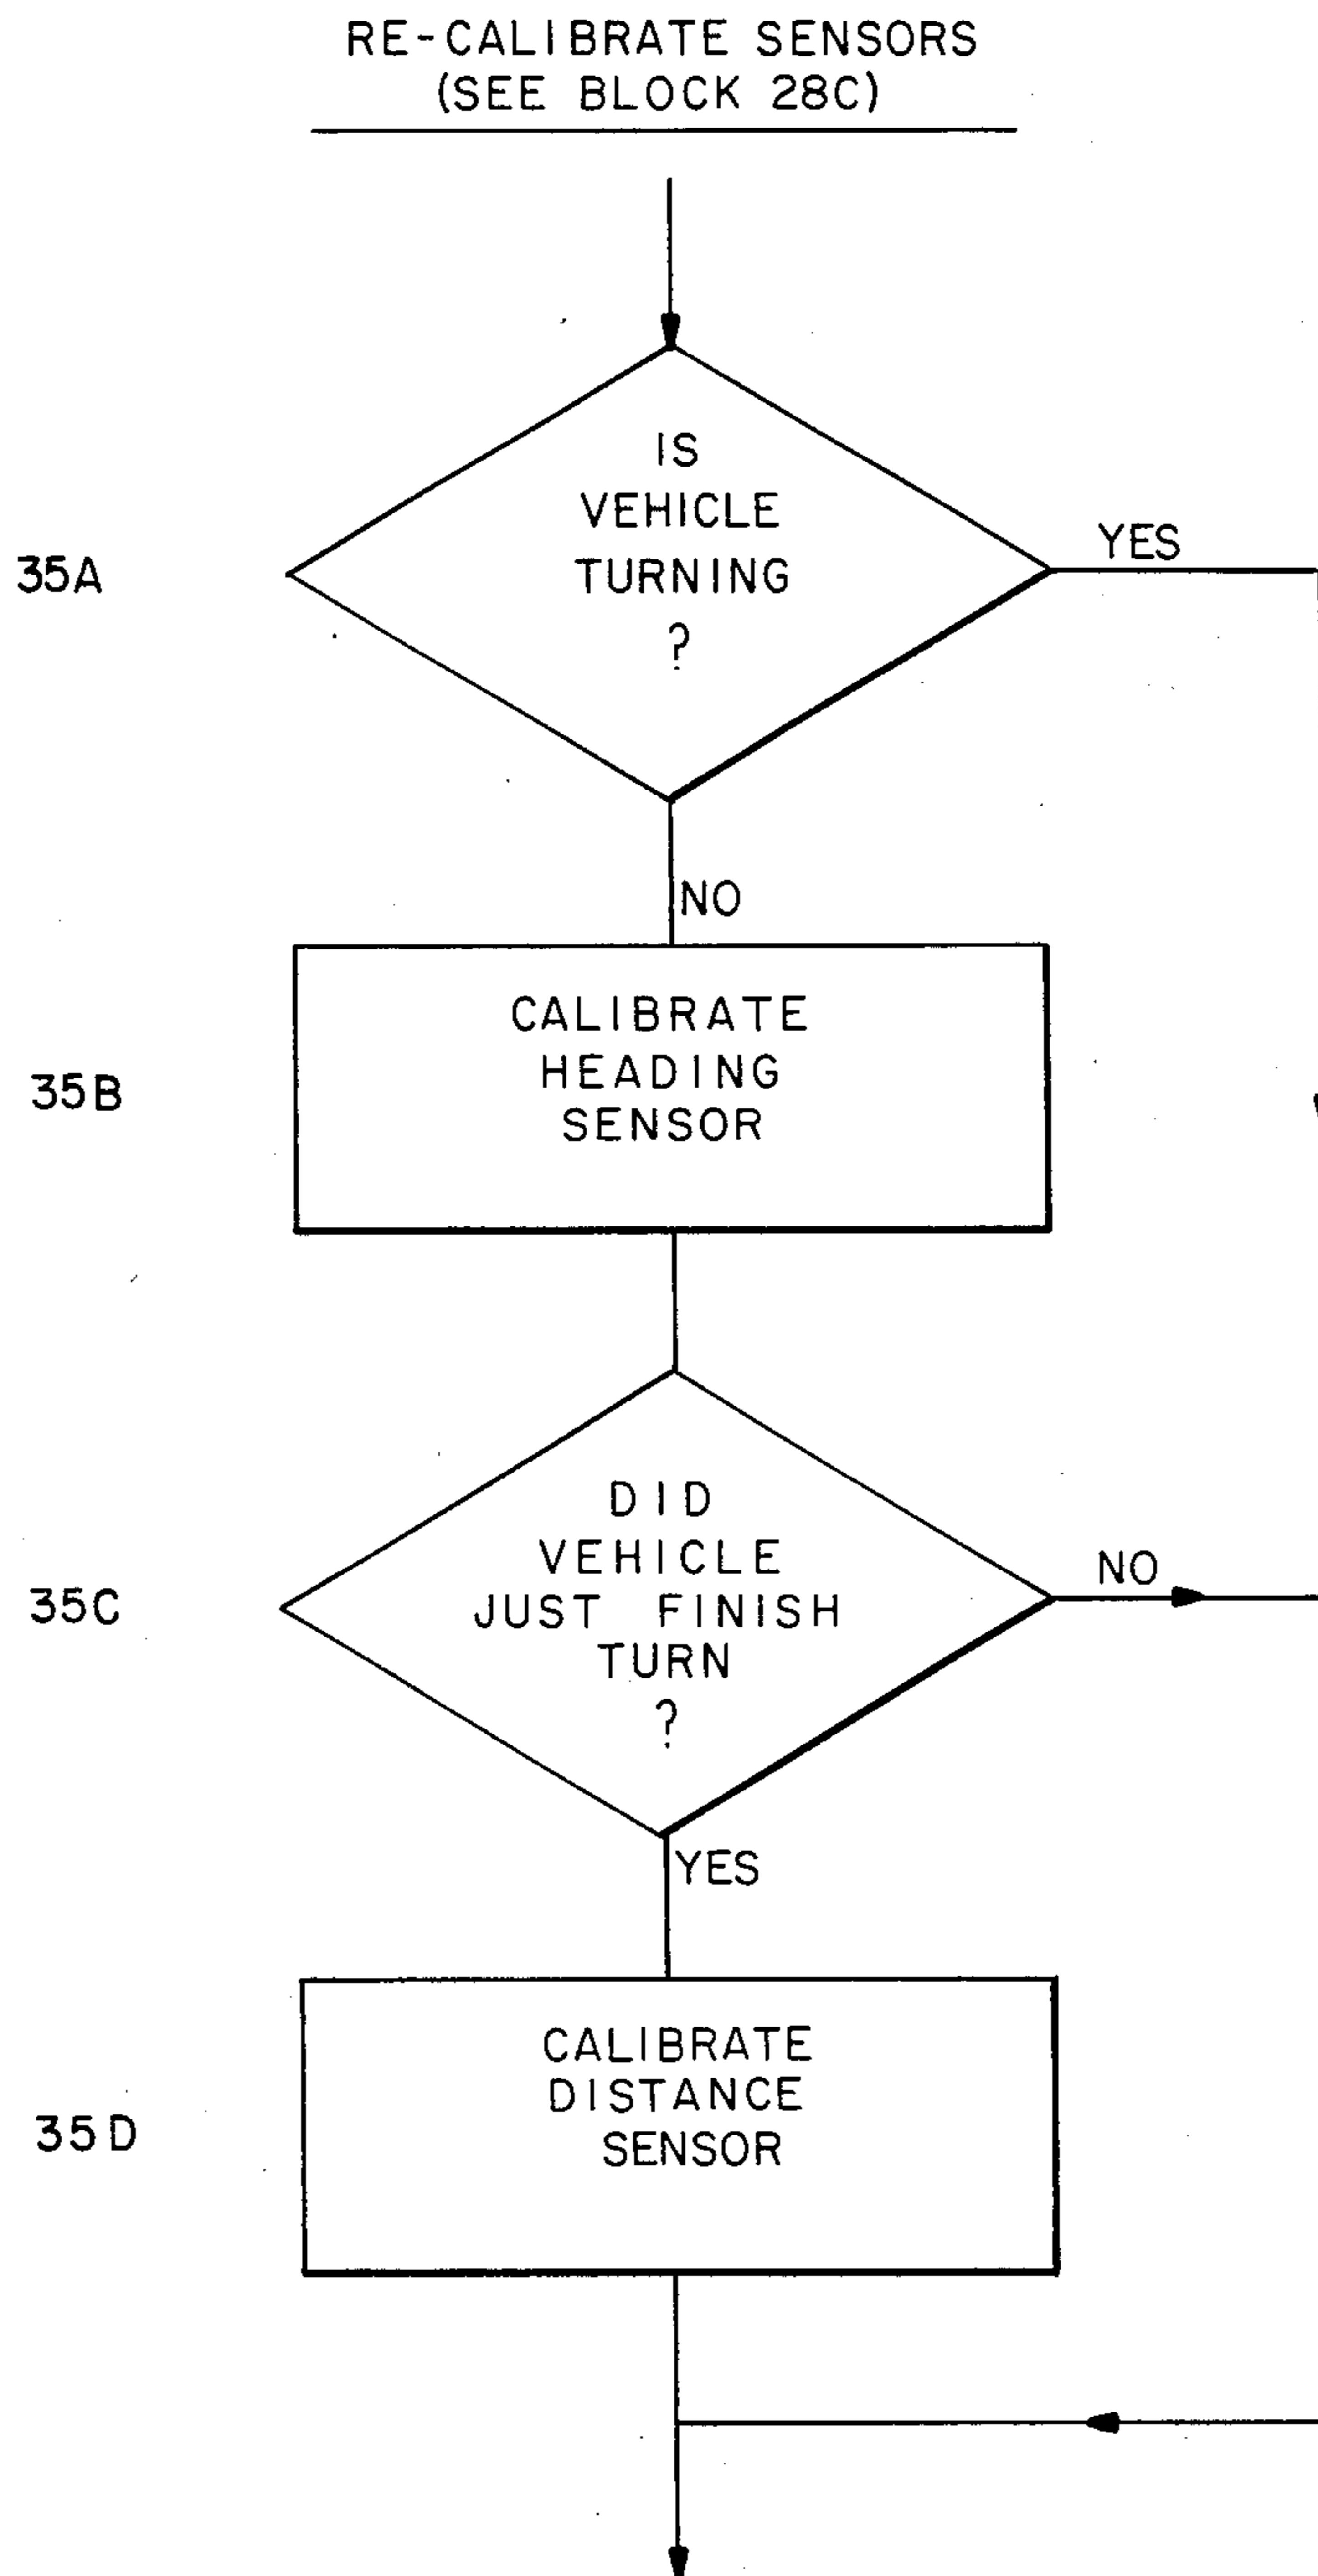 RE-CALIBRATE SENSORS
(SEE BLOCK 28C)
IS
VEHICLE
TURNING
?
YES
35A
NO
CALIBRATE
HEADING
SENSOR
35B
DID
VEHICLE
JUST FINISH
TURN
?
NO
35C
YES
CALIBRATE
DISTANCE
SENSOR
35D